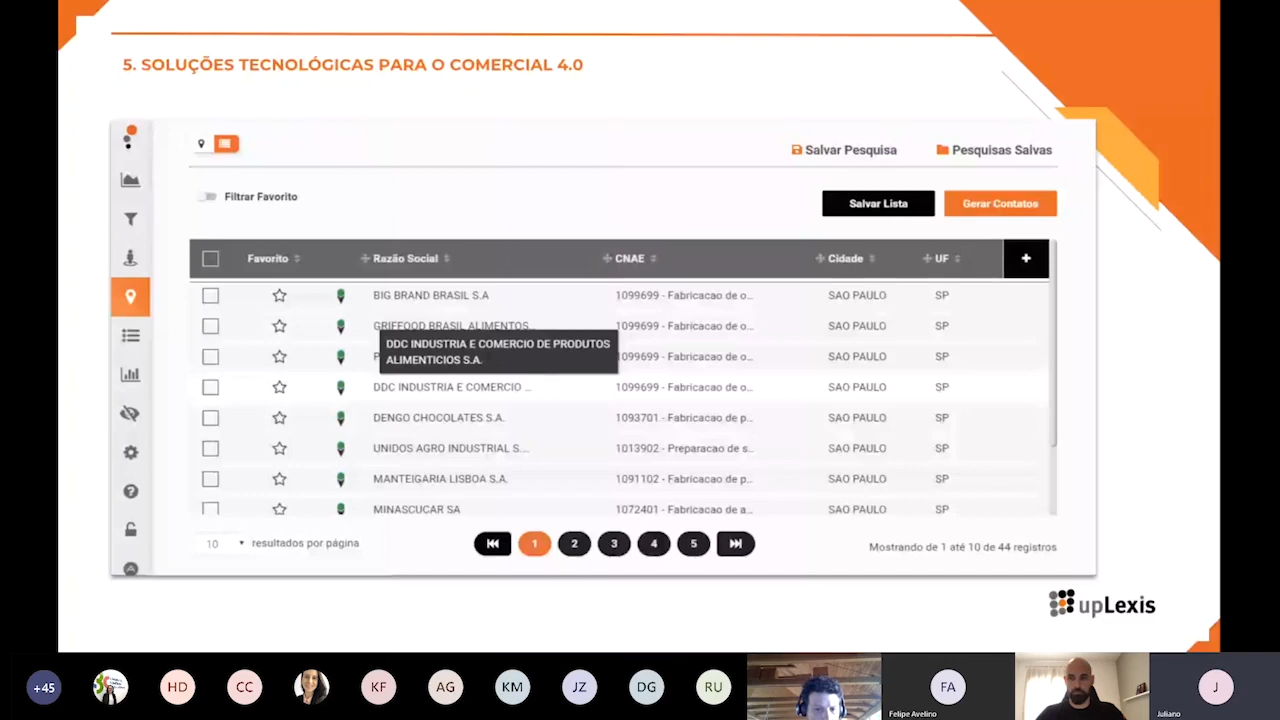 5. SOLUÇÕES TECNOLÓGICAS PARA O COMERCIAL 4.0
Salvar Pesquisa
Pesquisas Salvas
Filtrar Favorito
Salvar Lista
Gerar Contatos
Favorito Razão Social CNAE Cidade UF +
BIG BRAND BRASIL S.A 1099699 - Fabricacao de o... SAO PAULO SP
GRIFFOOD BRASIL ALIMENTOS... 1099699 - Fabricacao de o... SAO PAULO SP
DDC INDUSTRIA E COMERCIO DE PRODUTOS
ALIMENTICIOS S.A.
P 1099699 - Fabricacao de o... SAO PAULO SP
DDC INDUSTRIA E COMERCIO ... 1099699 - Fabricacao de o... SAO PAULO SP
DENGO CHOCOLATES S.A. 1093701 - Fabricacao de p... SAO PAULO SP
UNIDOS AGRO INDUSTRIAL S.... 1013902 - Preparacao de s... SAO PAULO SP
MANTEIGARIA LISBOA S.A. 1091102 - Fabricacao de p... SAO PAULO SP
MINASCUCAR SA 1072401 - Fabricacao de a... SAO PAULO SP
10 resultados por página
1 2 3 4 5
Mostrando de 1 até 10 de 44 registros
upLexis
+45 HD CC KF AG KM JZ DG RU FA J
Felipe Avelino
Juliano